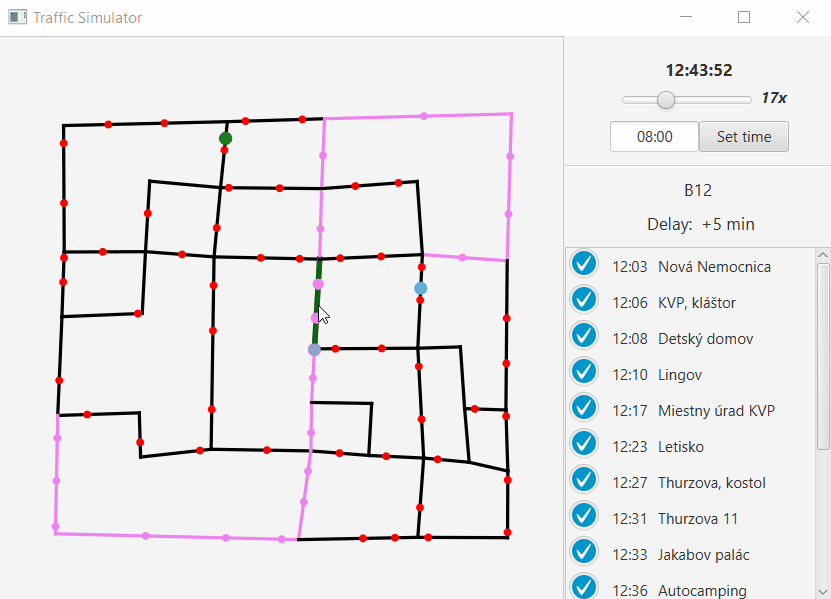 Traffic Simulator
12:43:52
17x
08:00 Set time
B12
Delay: +5 min
12:03 Nová Nemocnica
12:06 KVP, kláštor
12:08 Detský domov
12:10 Lingov
12:17 Miestny úrad KVP
12:23 Letisko
12:27 Thurzova, kostol
12:31 Thurzova 11
12:33 Jakabov palác
12:36 Autocamping